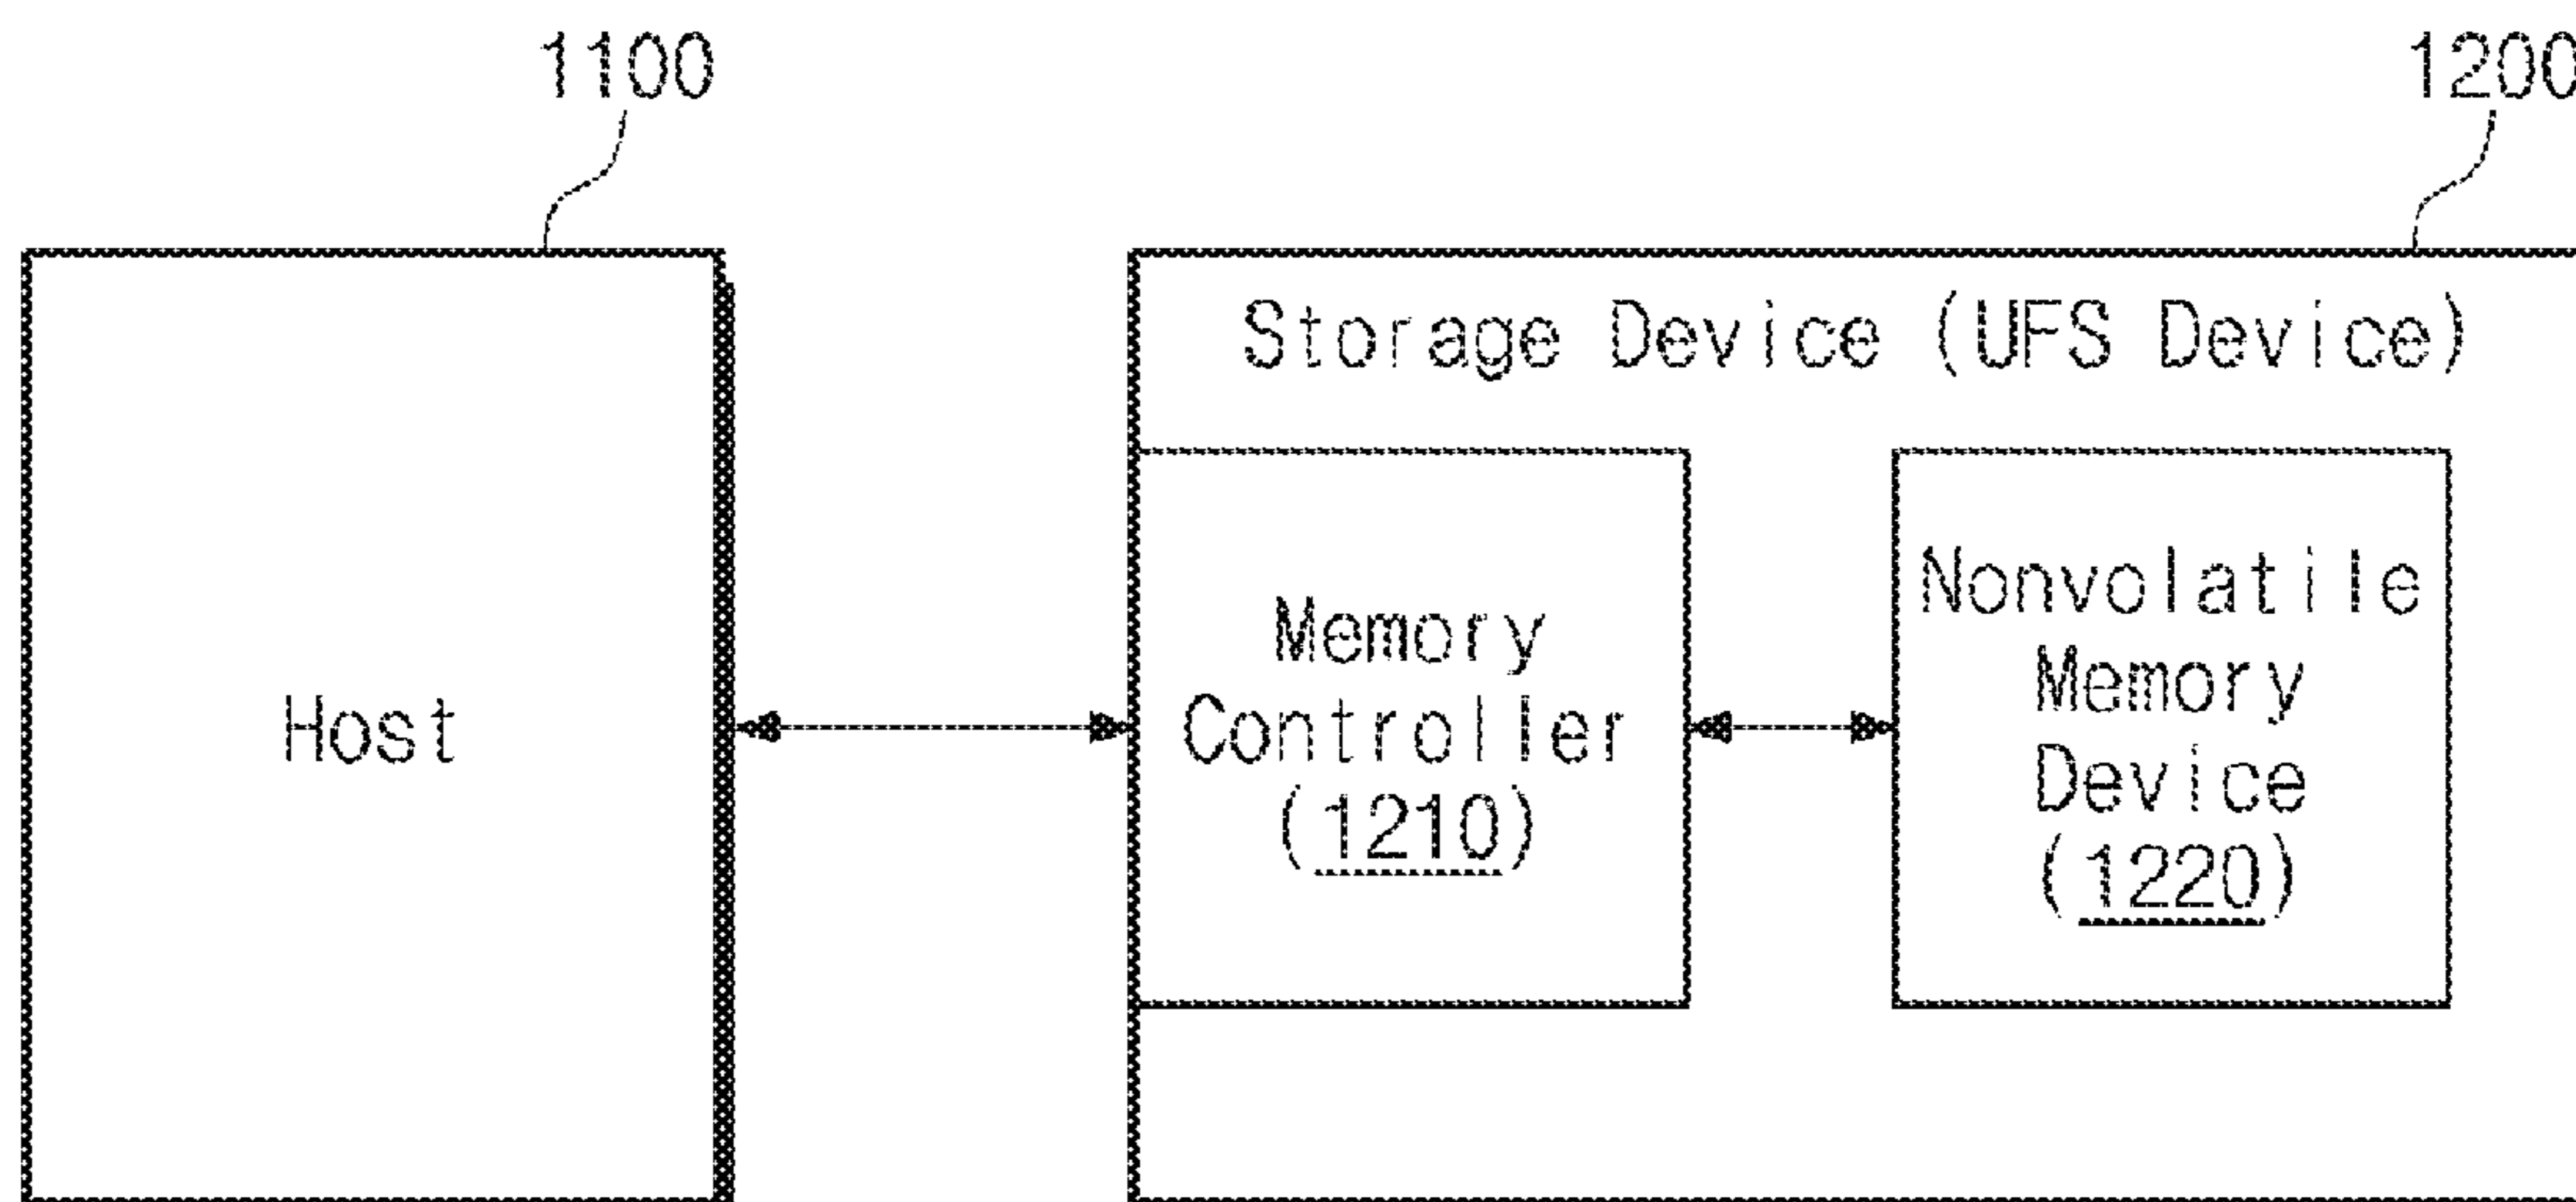 1100
1200
Host
Storage Device (UFS Device)
Memory
Controller
(1210)
Nonvolatile
Memory
Device
(1220)